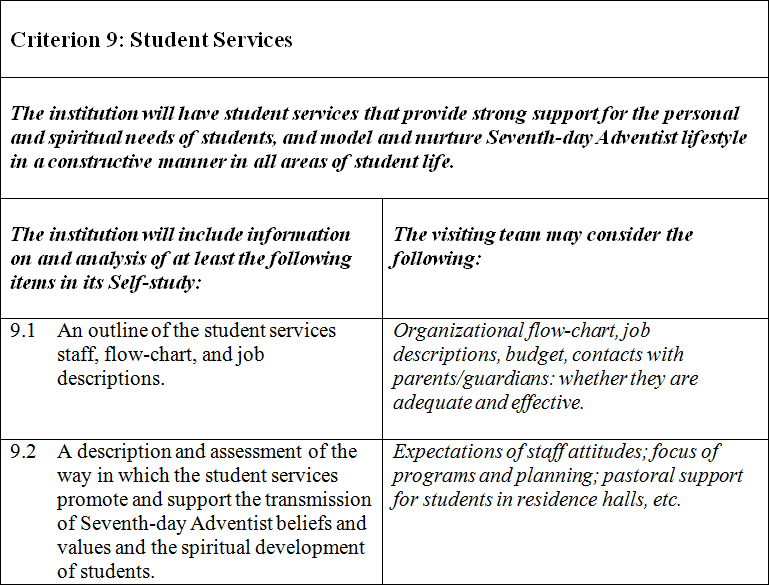 Criterion 9: Student Services
The institution will have student services that provide strong support for the personal
and spiritual needs of students, and model and nurture Seventh-day Adventist lifestyle
in a constructive manner in all areas of student life.
The institution will include information
on and analysis of at least the following
items in its Self-study:
The visiting team may consider the
following:
9.1 An outline of the student services
staff, flow-chart, and job
descriptions.
Organizational flow-chart, job
descriptions, budget, contacts with
parents/guardians: whether they are
adequate and effective.
9.2 A description and assessment of the
way in which the student services
promote and support the transmission
of Seventh-day Adventist beliefs and
values and the spiritual development
of students.
Expectations of staff attitudes; focus of
programs and planning; pastoral support
for students in residence halls, etc.